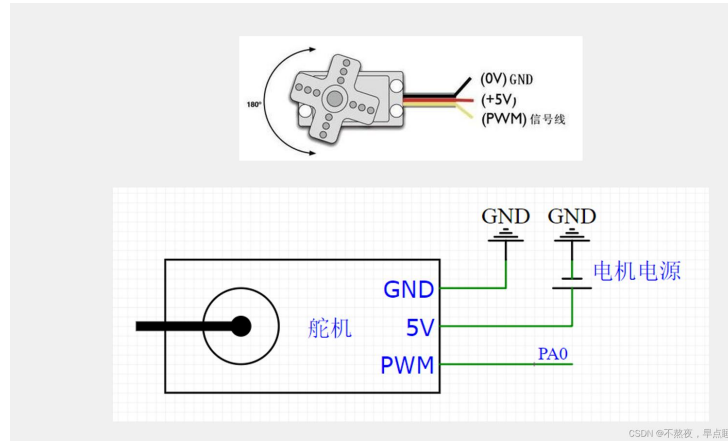 (0V) GND
180°
(+5V)
(PWM) 信号线
GND GND
电机电源
GND
舵机
5V
PA0
PWM
CSDN @不熬夜，早点睡